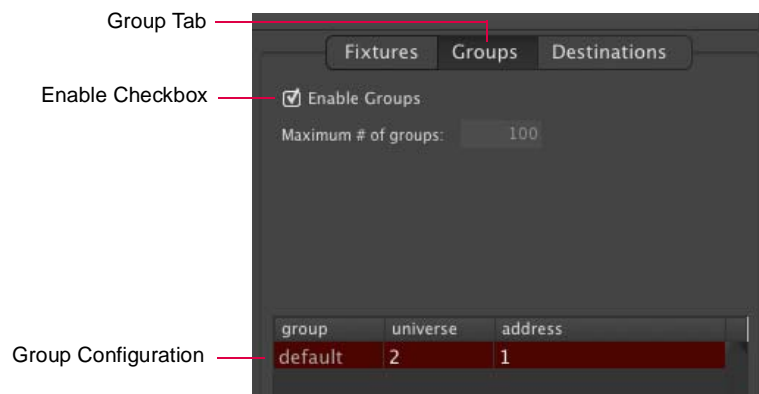 Group Tab
Fixtures Groups Destinations
Enable Checkbox
Enable Groups
Maximum # of groups: 100
group universe address
Group Configuration
default 2 1